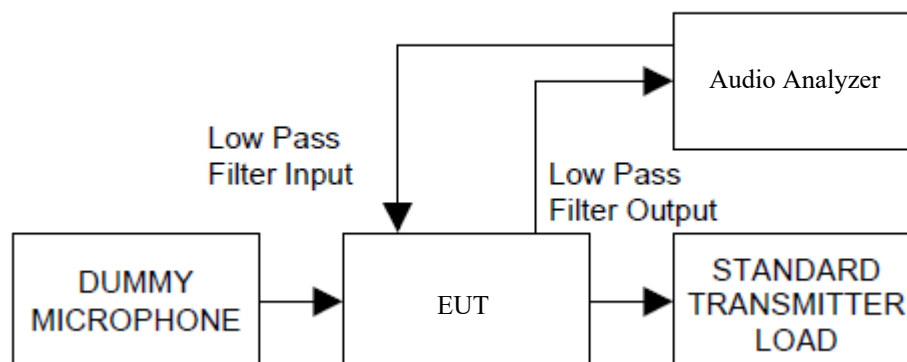 Audio Analyzer
Low Pass
Filter Input
Low Pass
Filter Output
DUMMY
MICROPHONE
EUT
STANDARD
TRANSMITTER
LOAD